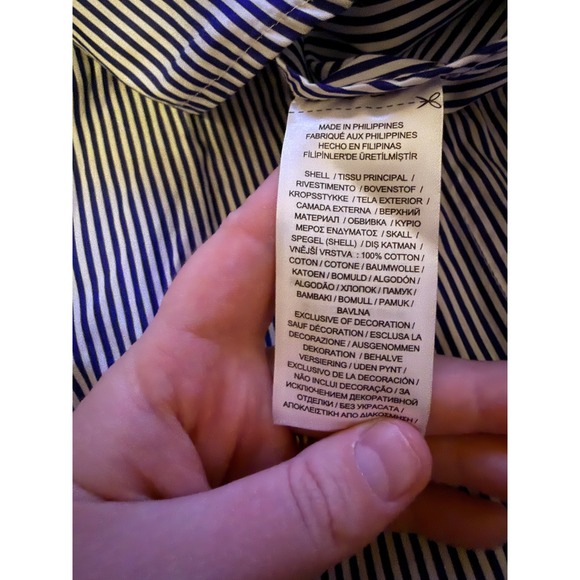 MADE IN PHILIPPINES
FABRIQUÉ AUX PHILIPPINES
HECHO EN FILIPINAS
FİLİPİNLER'DE ÜRETİLMİŞTİR
SHELL / TISSU PRINCIPAL /
RIVESTIMENTO / BOVENSTOF /
KROPSSTYKKE / TELA EXTERIOR /
CAMADA EXTERNA / ВЕРХНИЙ
МАТЕРИАЛ / ОБВИВКА / ΚΥΡΙΟ
ΜΕΡΟΣ ΕΝΔΥΜΑΤΟΣ / SKALL /
SPEGEL (SHELL) / DIŞ KATMAN /
VNĚJŠÍ VRSTVA : 100% COTTON /
COTON / COTONE / BAUMWOLLE /
KATOEN / BOMULD / ALGODÓN /
ALGODÃO / ХЛОПОК / ПАМУК /
BAMBAKI / BOMULL / PAMUK /
BAVLNA
EXCLUSIVE OF DECORATION /
SAUF DÉCORATION / ESCLUSA LA
DECORAZIONE / AUSGENOMMEN
DEKORATION / BEHALVE
VERSIERING / UDEN PYNT /
EXCLUSIVO DE LA DECORACIÓN /
NÃO INCLUI DECORAÇÃO / ЗА
ИСКЛЮЧЕНИЕМ ДЕКОРАТИВНОЙ
ОТДЕЛКИ / БЕЗ УКРАСАТА /
ΑΠΟΚΛΕΙΣΤΙΚΗ ΑΠΟ ΔΙΑΚΟΣΜΗΣΗ /